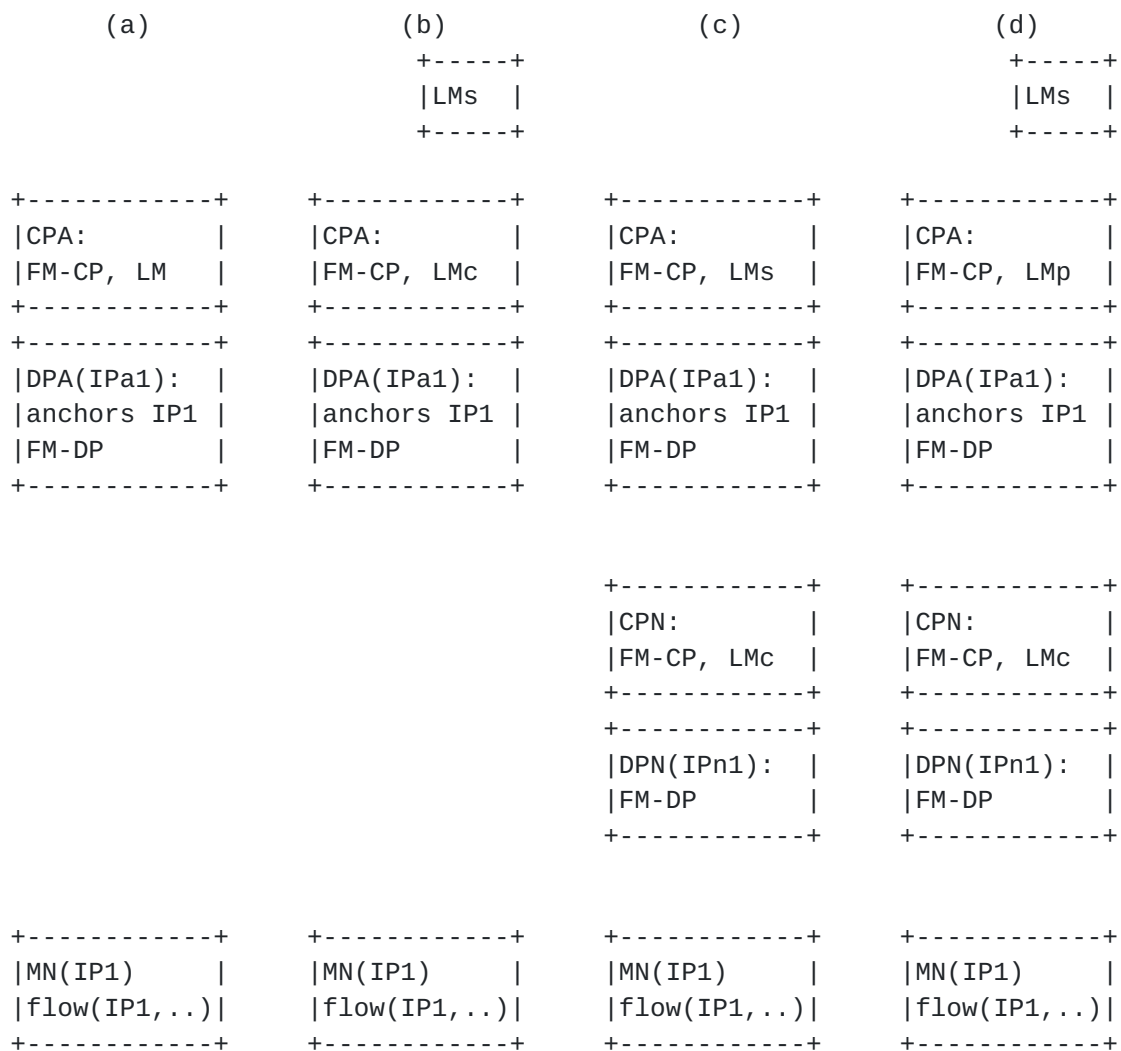 (a)                (b)                (c)                (d)
                          +-----+                               +-----+
                          |LMs  |                               |LMs  |
                          +-----+                               +-----+

+------------+     +------------+     +------------+     +------------+
|CPA:        |     |CPA:        |     |CPA:        |     |CPA:        |
|FM-CP, LM   |     |FM-CP, LMc  |     |FM-CP, LMs  |     |FM-CP, LMp  |
+------------+     +------------+     +------------+     +------------+
+------------+     +------------+     +------------+     +------------+
|DPA(IPa1):  |     |DPA(IPa1):  |     |DPA(IPa1):  |     |DPA(IPa1):  |
|anchors IP1 |     |anchors IP1 |     |anchors IP1 |     |anchors IP1 |
|FM-DP       |     |FM-DP       |     |FM-DP       |     |FM-DP       |
+------------+     +------------+     +------------+     +------------+

                                      +------------+     +------------+
                                      |CPN:        |     |CPN:        |
                                      |FM-CP, LMc  |     |FM-CP, LMc  |
                                      +------------+     +------------+
                                      +------------+     +------------+
                                      |DPN(IPn1):  |     |DPN(IPn1):  |
                                      |FM-DP       |     |FM-DP       |
                                      +------------+     +------------+

+------------+     +------------+     +------------+     +------------+
|MN(IP1)     |     |MN(IP1)     |     |MN(IP1)     |     |MN(IP1)     |
|flow(IP1,..)|     |flow(IP1,..)|     |flow(IP1,..)|     |flow(IP1,..)|
+------------+     +------------+     +------------+     +------------+